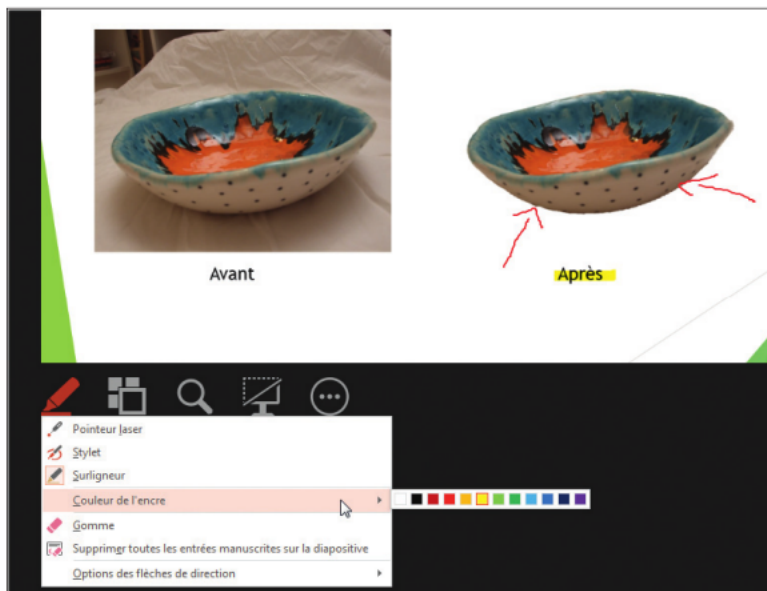 Avant
Après
Pointeur laser
Stylet
Surligneur
Couleur de l'encre
Gomme
Supprimer toutes les entrées manuscrites sur la diapositive
Options des flèches de direction